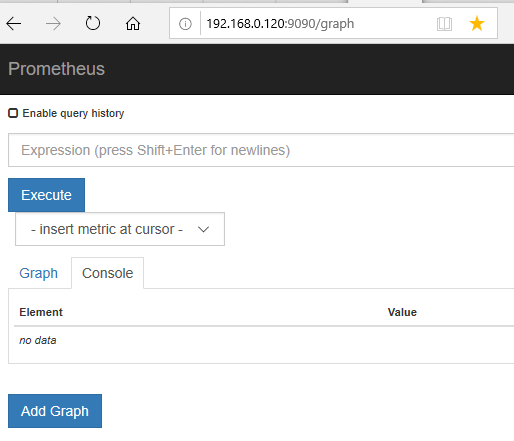 192.168.0.120:9090/graph
Prometheus
Enable query history
Expression (press Shift+Enter for newlines)
Execute
- insert metric at cursor -
Graph Console
Element Value
no data
Add Graph